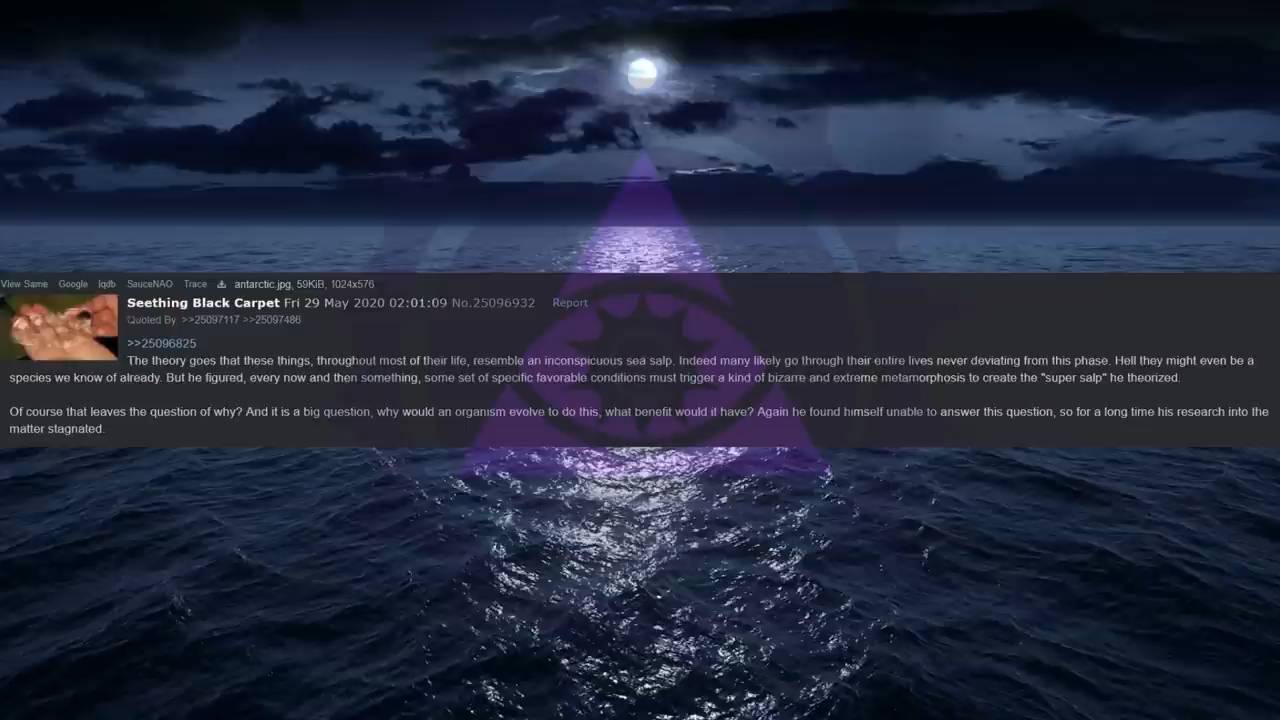 View Same Google Iqdb SauceNAO Trace antarctic.jpg, 59KiB, 1024x576
Seething Black Carpet Fri 29 May 2020 02:01:09 No.25096932 Report
Quoted By: >>25097117 >>25097486
>>25096825
The theory goes that these things, throughout most of their life, resemble an inconspicuous sea salp. Indeed many likely go through their entire lives never deviating from this phase. Hell they might even be a
species we know of already. But he figured, every now and then something, some set of specific favorable conditions must trigger a kind of bizarre and extreme metamorphosis to create the "super salp" he theorized.
Of course that leaves the question of why? And it is a big question, why would an organism evolve to do this, what benefit would it have? Again he found himself unable to answer this question, so for a long time his research into the
matter stagnated.